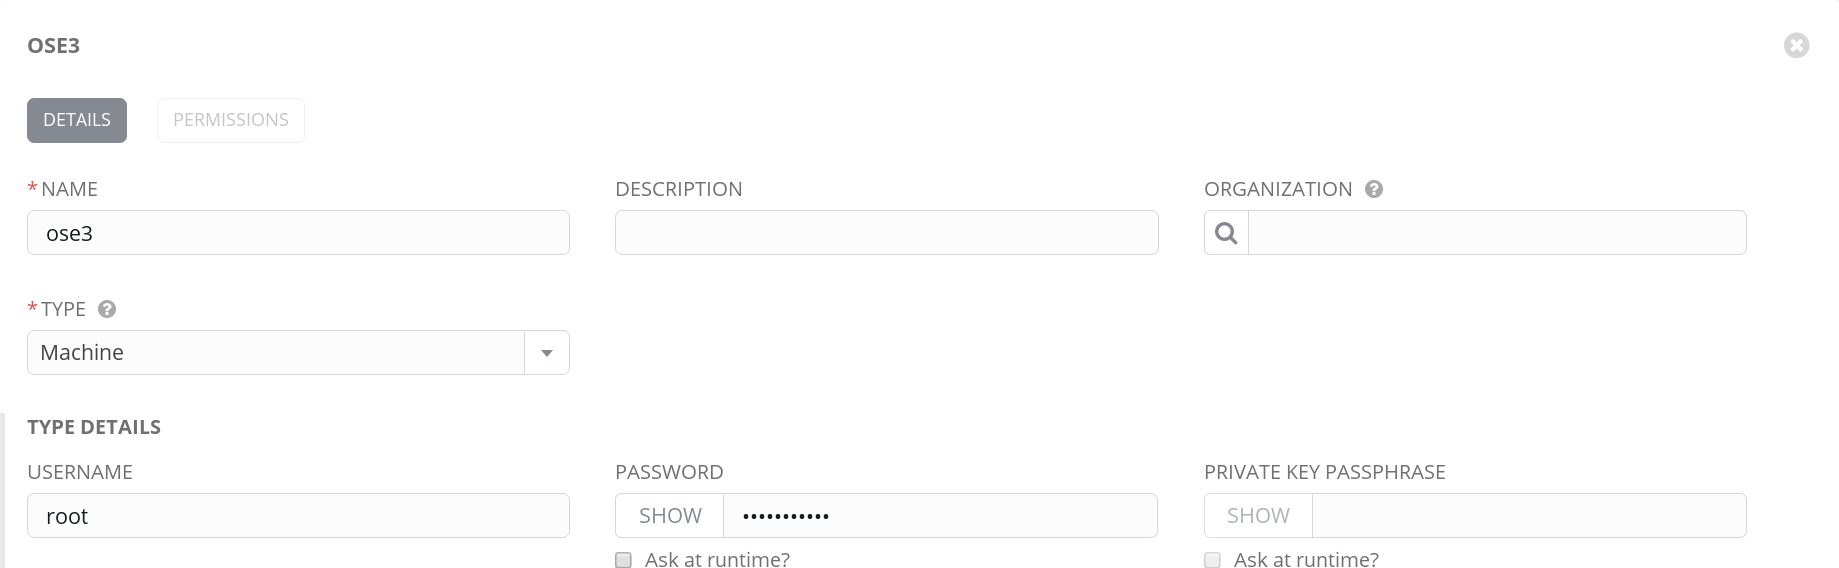 OSE3
DETAILS PERMISSIONS
* NAME DESCRIPTION ORGANIZATION ?
ose3
* TYPE ?
Machine
TYPE DETAILS
USERNAME PASSWORD PRIVATE KEY PASSPHRASE
root SHOW ••••••••••• SHOW
Ask at runtime? Ask at runtime?